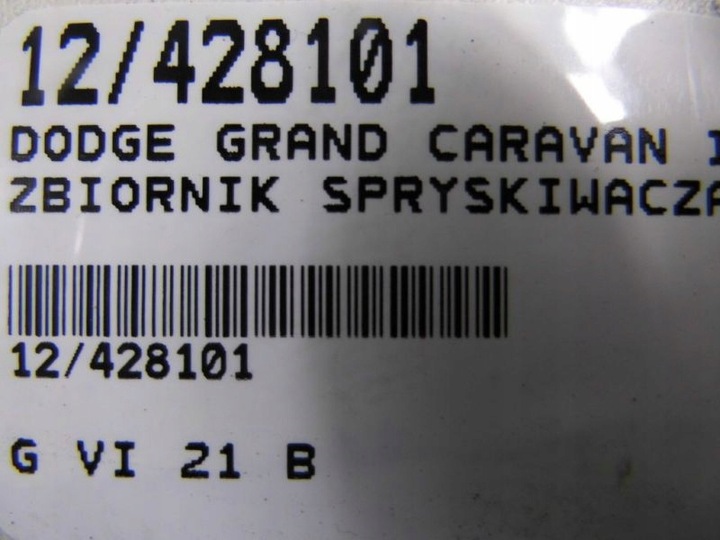 12/428101
DODGE GRAND CARAVAN
ZBIORNIK SPRYSKIWACZA
12/428101
G VI 21 B